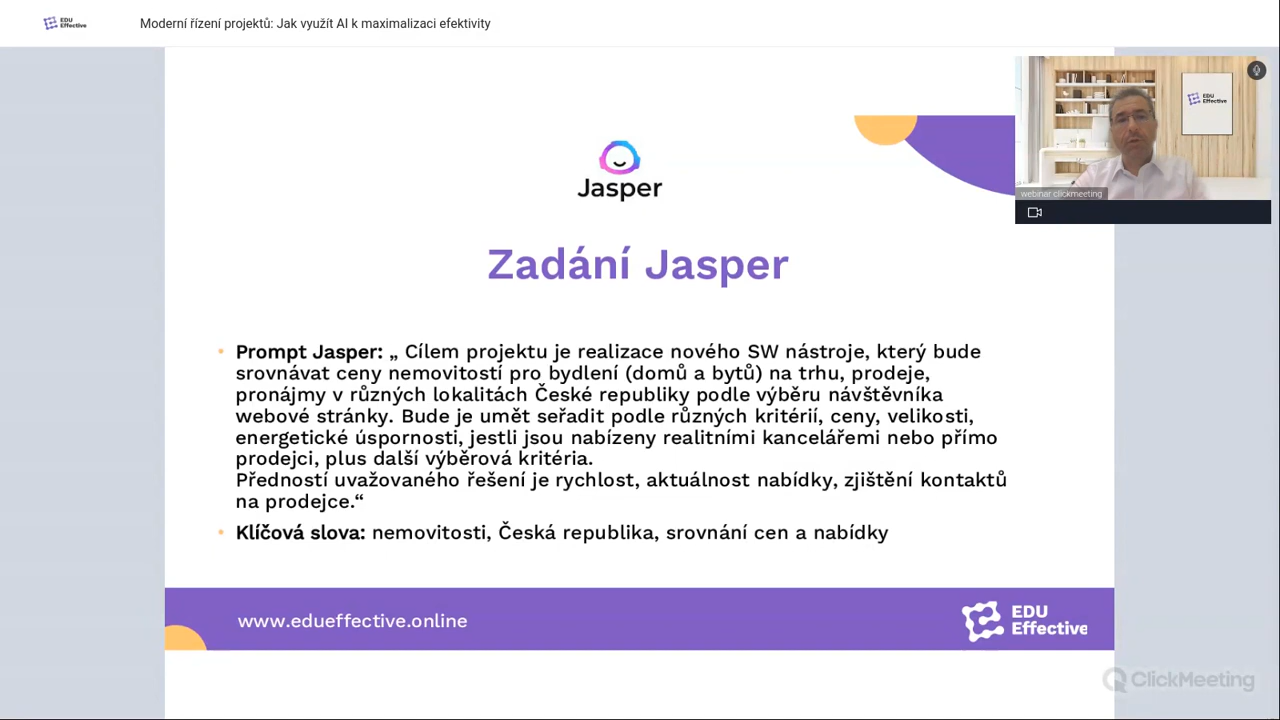 EDU
Effective
Moderní řízení projektů: Jak využít AI k maximalizaci efektivity
EDU
Effective
webinar clickmeeting
Jasper
Zadání Jasper
Prompt Jasper: „ Cílem projektu je realizace nového SW nástroje, který bude
srovnávat ceny nemovitostí pro bydlení (domů a bytů) na trhu, prodeje,
pronájmy v různých lokalitách České republiky podle výběru návštěvníka
webové stránky. Bude je umět seřadit podle různých kritérií, ceny, velikosti,
energetické úspornosti, jestli jsou nabízeny realitními kancelářemi nebo přímo
prodejci, plus další výběrová kritéria.
Předností uvažovaného řešení je rychlost, aktuálnost nabídky, zjištění kontaktů
na prodejce.“
Klíčová slova: nemovitosti, Česká republika, srovnání cen a nabídky
www.edueffective.online
EDU
Effective
ClickMeeting